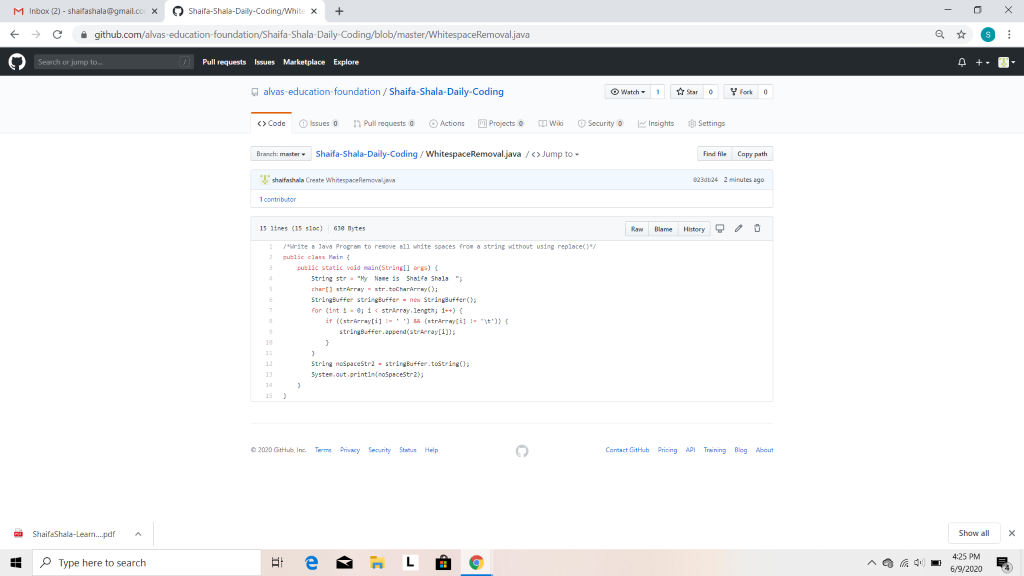 Inbox (2) - shaifashala@gmail.co
Shaifa-Shala-Daily-Coding/White
github.com/alvas-education-foundation/Shaifa-Shala-Daily-Coding/blob/master/WhitespaceRemoval.java
S
Search or jump to... / Pull requests Issues Marketplace Explore
alvas-education-foundation / Shaifa-Shala-Daily-Coding
Watch 1 Star 0 Fork 0
Code Issues 0 Pull requests 0 Actions Projects 0 Wiki Security 0 Insights Settings
Branch: master Shaifa-Shala-Daily-Coding / WhitespaceRemoval.java / <> Jump to
Find file Copy path
shaifashala Create WhitespaceRemoval.java 023db24 2 minutes ago
1 contributor
15 lines (15 sloc) 630 Bytes Raw Blame History
1 /*Write a Java Program to remove all white spaces from a string without using replace()*/
2 public class Main {
3 public static void main(String[] args) {
4 String str = "My  Name is  Shaifa Shala  ";
5 char[] strArray = str.toCharArray();
6 StringBuffer stringBuffer = new StringBuffer();
7 for (int i = 0; i < strArray.length; i++) {
8 if ((strArray[i] != ' ') && (strArray[i] != '\t')) {
9 stringBuffer.append(strArray[i]);
10 }
11 }
12 String noSpaceStr2 = stringBuffer.toString();
13 System.out.println(noSpaceStr2);
14 }
15 }
© 2020 GitHub, Inc. Terms Privacy Security Status Help
Contact GitHub Pricing API Training Blog About
ShaifaShala-Learn....pdf
Show all
Type here to search
L
4:25 PM
6/9/2020
4